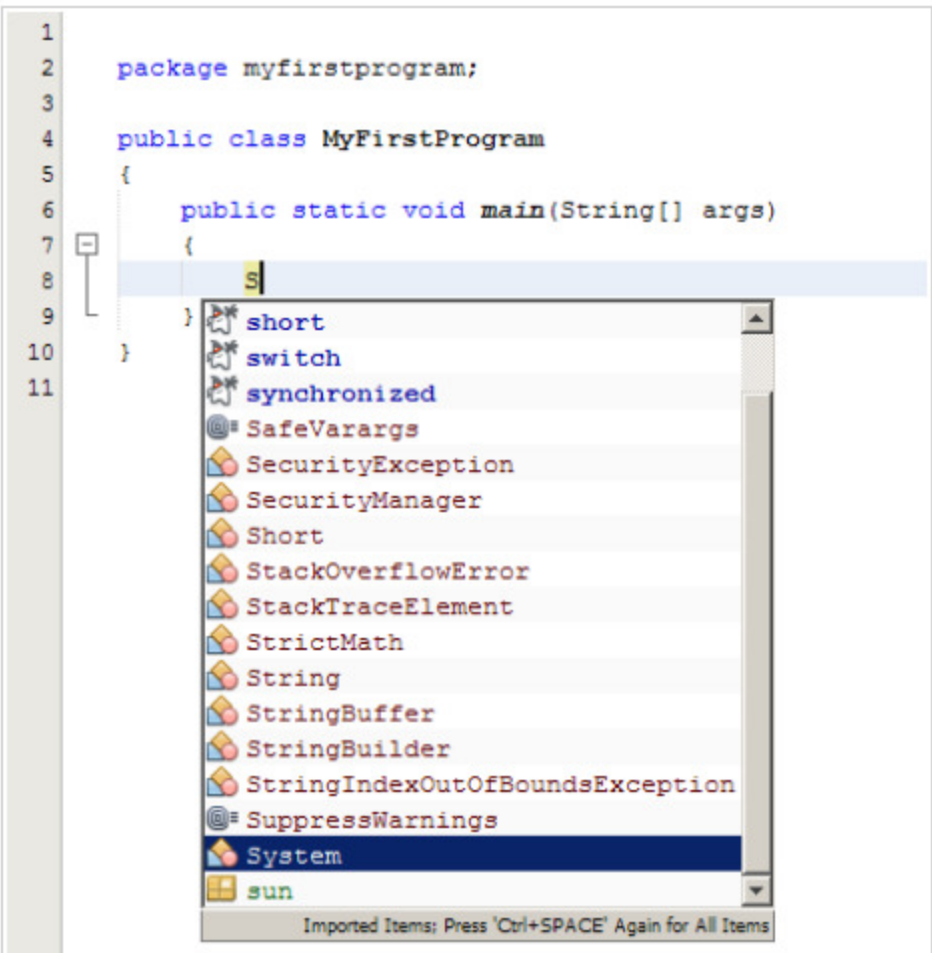 1
2 package myfirstprogram;
3
4 public class MyFirstProgram
5 {
6 public static void main(String[] args)
7 {
8 S
9 }
10 }
11
short
switch
synchronized
SafeVarargs
SecurityException
SecurityManager
Short
StackOverflowError
StackTraceElement
StrictMath
String
StringBuffer
StringBuilder
StringIndexOutOfBoundsException
SuppressWarnings
System
sun
Imported Items; Press 'Ctrl+SPACE' Again for All Items